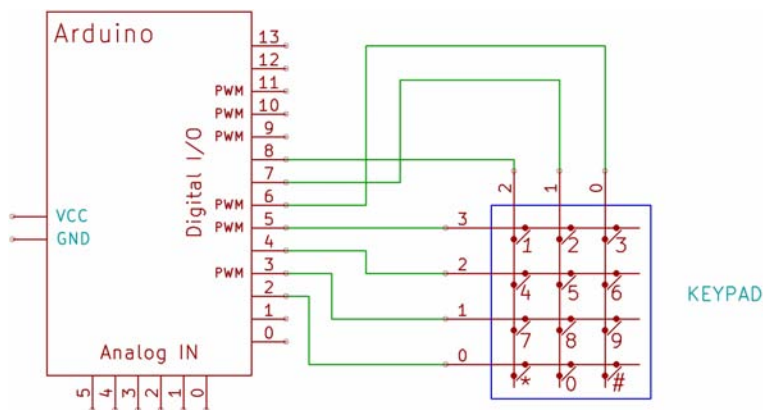 Arduino
13
12
PWM 11
PWM 10
PWM 9
8
7
PWM 6
PWM 5
4
PWM 3
2
1
0
Digital I/O
VCC
GND
Analog IN
5 4 3 2 1 0
2 1 0
3
2
1
0
1 2 3
4 5 6
7 8 9
* 0 #
KEYPAD